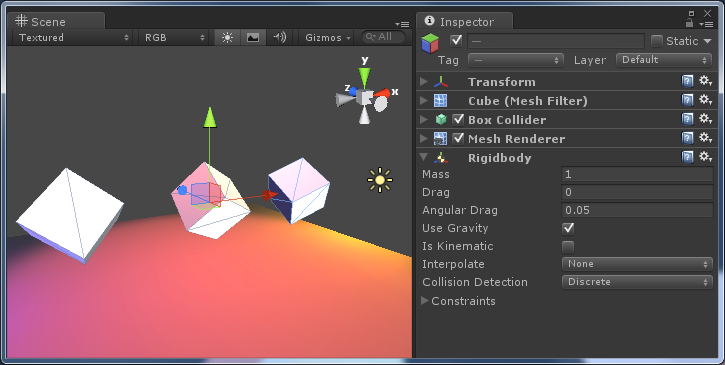 Scene
Textured
RGB
Gizmos
All
y
z
x
Inspector
—
Static
Tag —
Layer Default
Transform
Cube (Mesh Filter)
Box Collider
Mesh Renderer
Rigidbody
Mass 1
Drag 0
Angular Drag 0.05
Use Gravity
Is Kinematic
Interpolate None
Collision Detection Discrete
Constraints